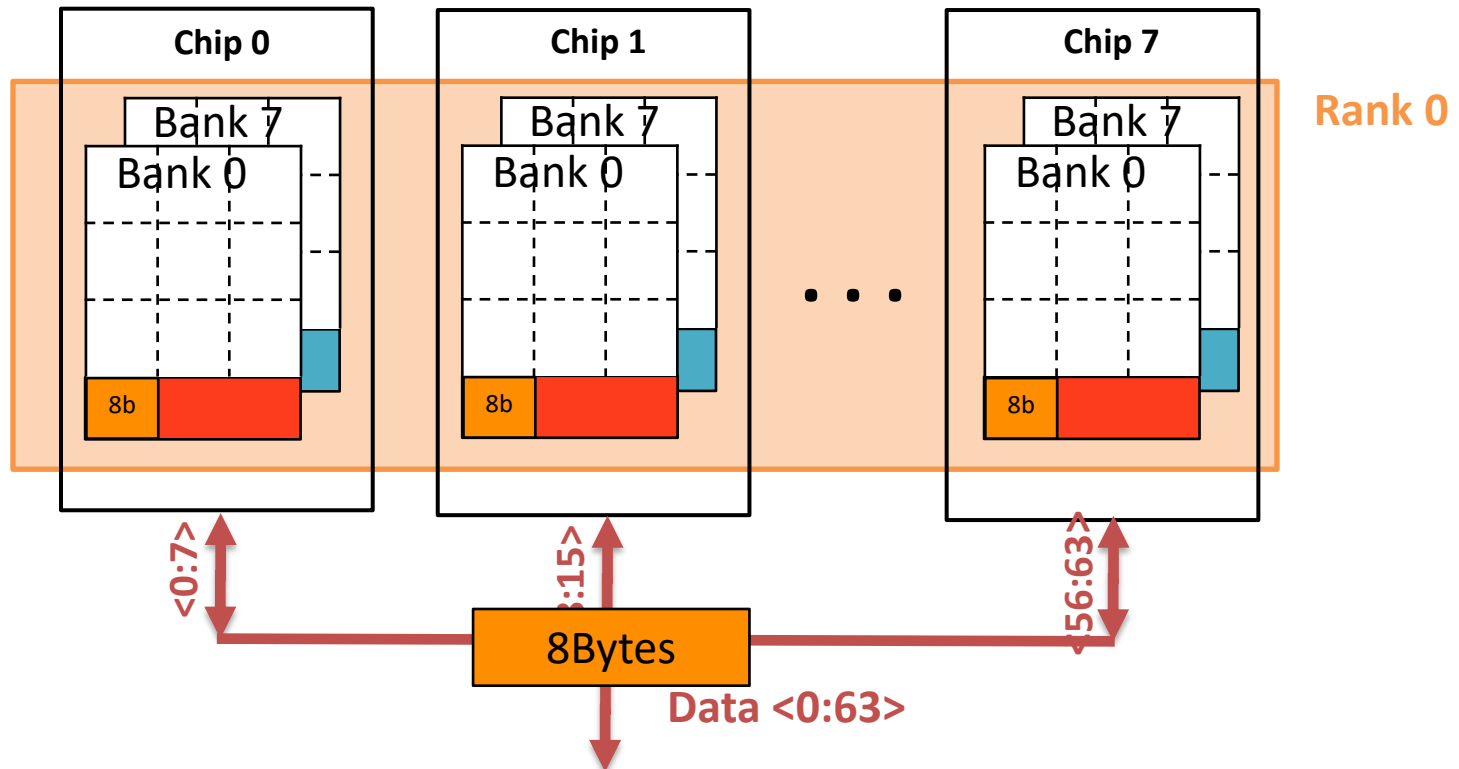 Chip 0
Chip 1
Chip 7
Rank 0
Bank 7
Bank 7
Bank 7
Bank 0
Bank 0
Bank 0
8b
8b
8b
<0:7>
:15>
<56:63>
8Bytes
Data <0:63>